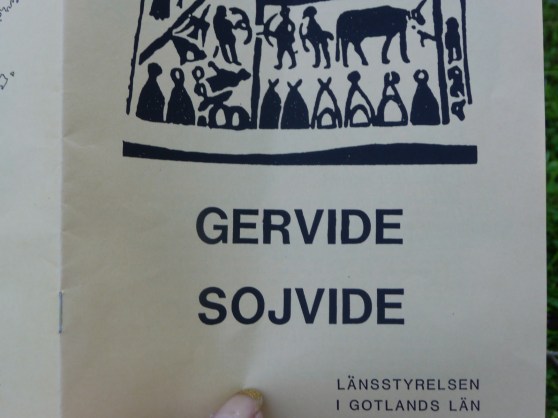 GERVIDE
SOJVIDE
LÄNSSTYRELSEN
I GOTLANDS LÄN